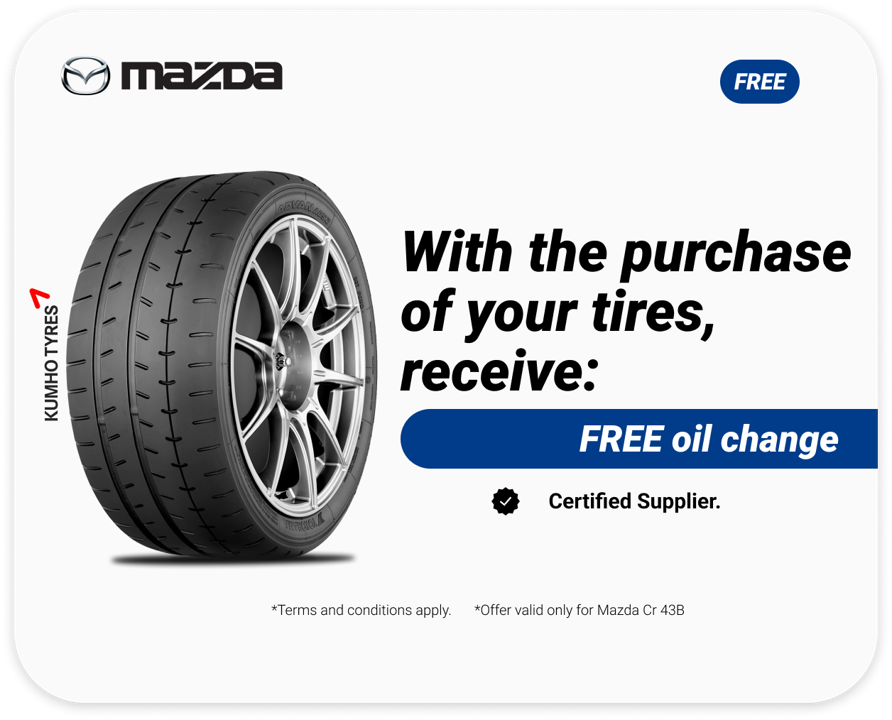 mazda
FREE
With the purchase
of your tires,
receive:
FREE oil change
Certified Supplier.
KUMHO TYRES
ADVAN
*Terms and conditions apply. *Offer valid only for Mazda Cr 43B